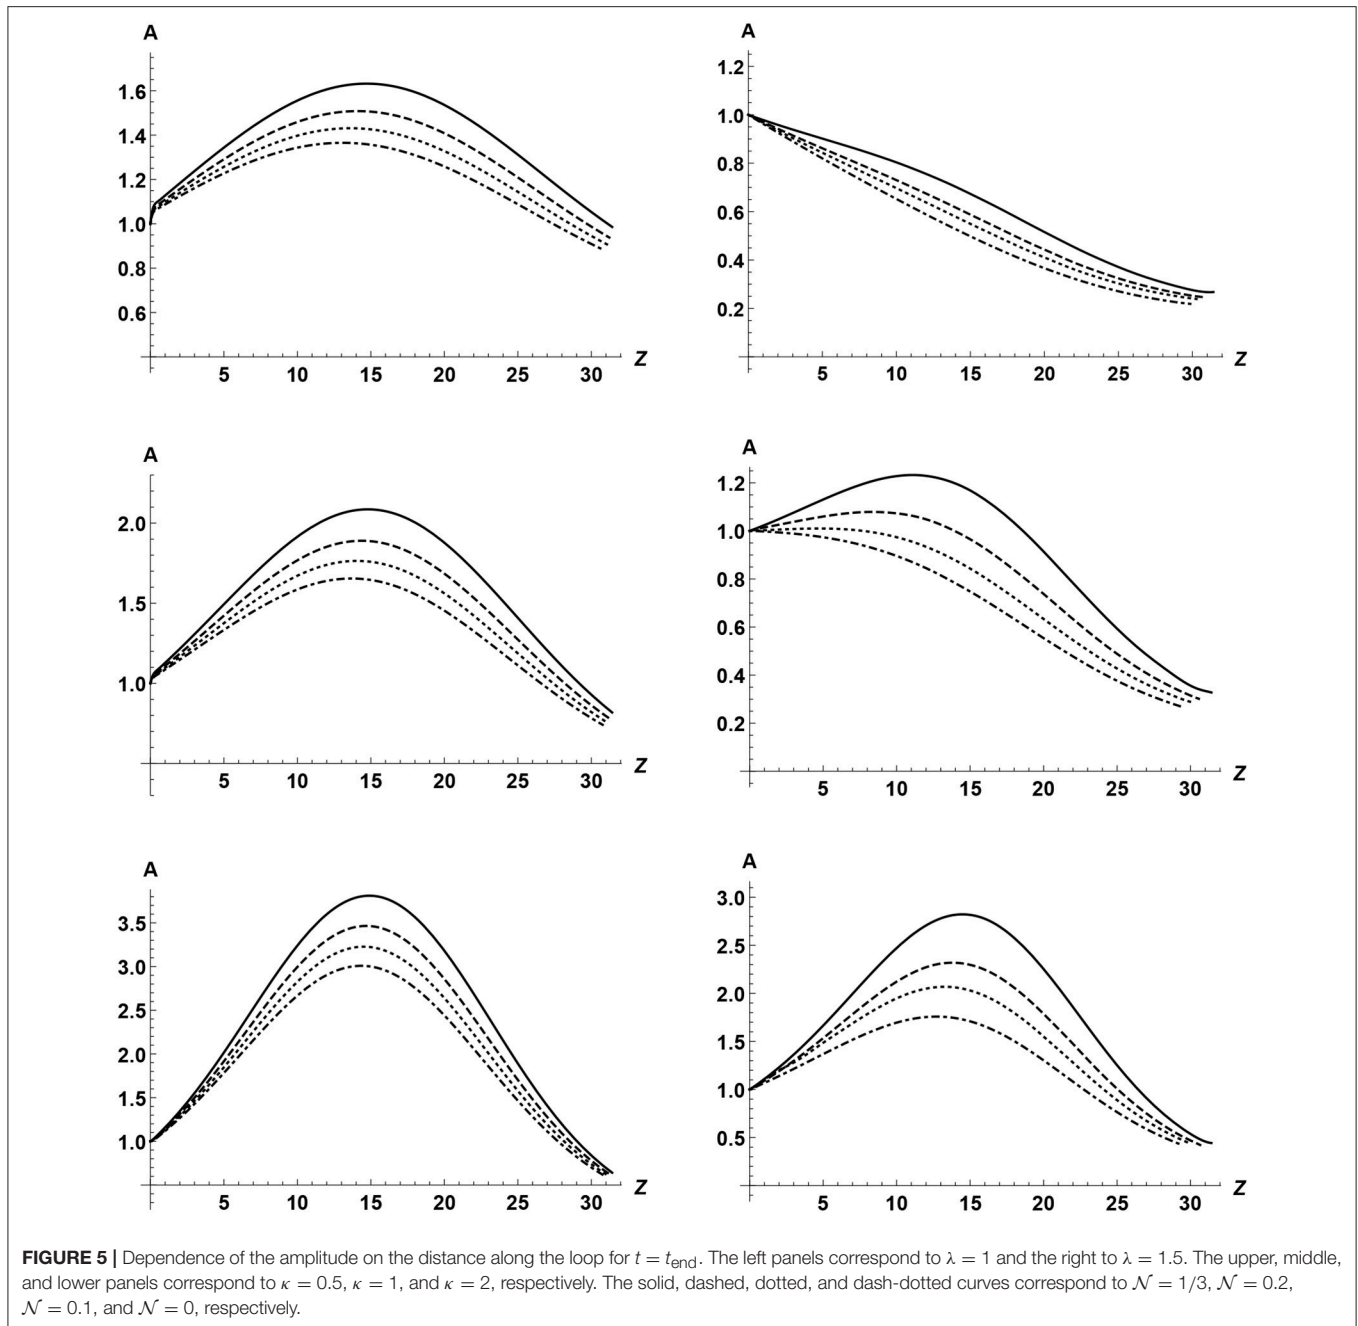 A
1.6
1.4
1.2
1.0
0.8
0.6
5 10 15 20 25 30 Z
A
1.2
1.0
0.8
0.6
0.4
0.2
5 10 15 20 25 30 Z
A
2.0
1.5
1.0
5 10 15 20 25 30 Z
A
1.2
1.0
0.8
0.6
0.4
0.2
5 10 15 20 25 30 Z
A
3.5
3.0
2.5
2.0
1.5
1.0
5 10 15 20 25 30 Z
A
3.0
2.5
2.0
1.5
1.0
0.5
5 10 15 20 25 30 Z
FIGURE 5 | Dependence of the amplitude on the distance along the loop for t = tend. The left panels correspond to λ = 1 and the right to λ = 1.5. The upper, middle,
and lower panels correspond to κ = 0.5, κ = 1, and κ = 2, respectively. The solid, dashed, dotted, and dash-dotted curves correspond to 𝒩 = 1/3, 𝒩 = 0.2,
𝒩 = 0.1, and 𝒩 = 0, respectively.